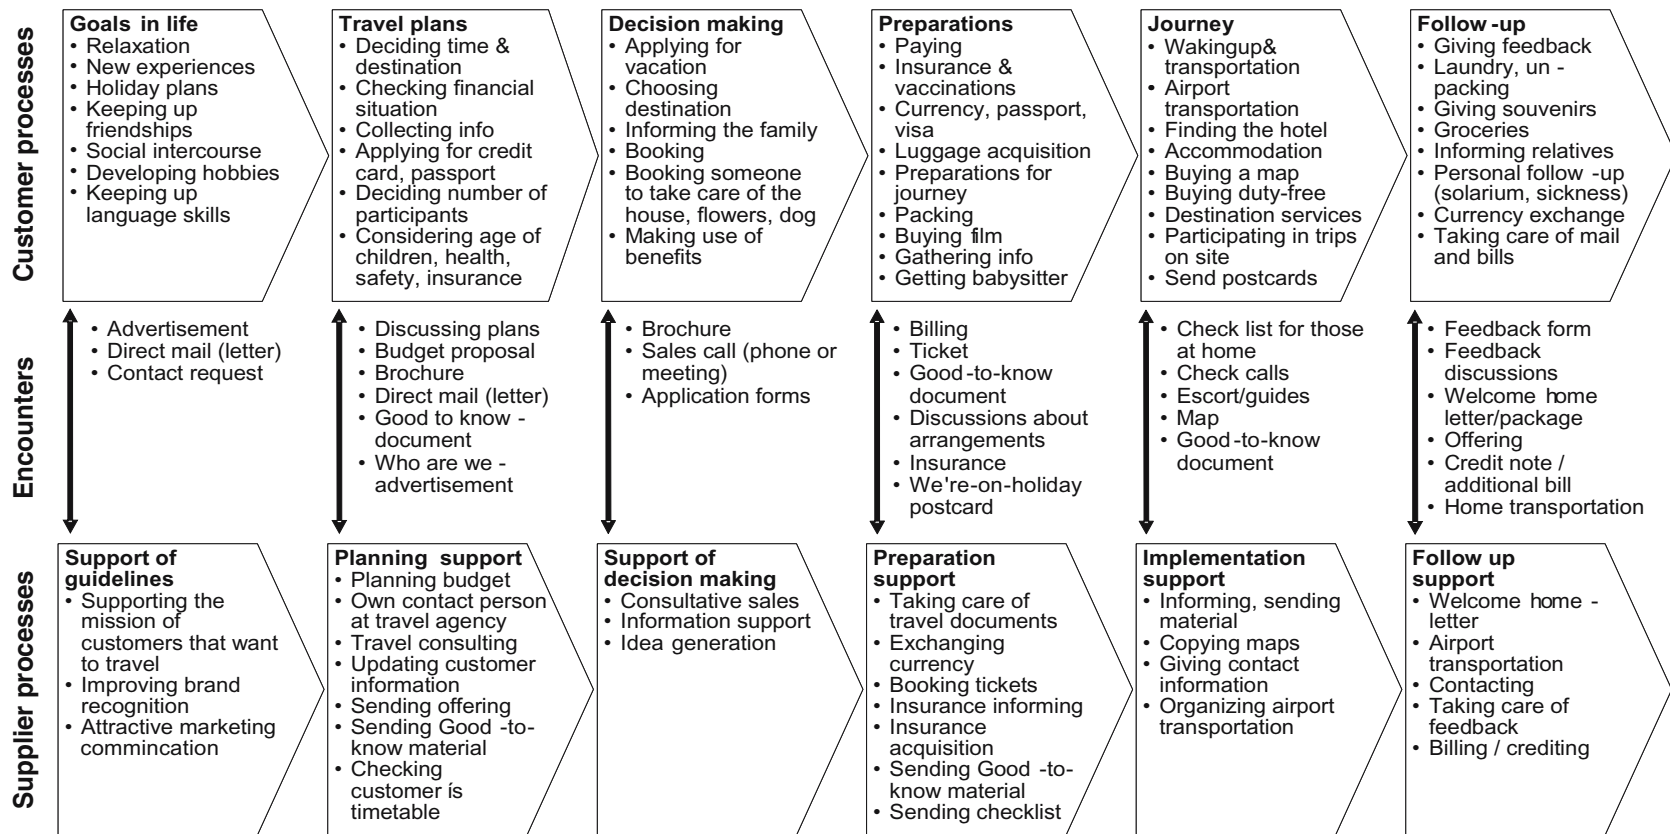 Customer processes
Goals in life
• Relaxation
• New experiences
• Holiday plans
• Keeping up
friendships
• Social intercourse
• Developing hobbies
• Keeping up
language skills
Travel plans
• Deciding time &
destination
• Checking financial
situation
• Collecting info
• Applying for credit
card, passport
• Deciding number of
participants
• Considering age of
children, health,
safety, insurance
Decision making
• Applying for
vacation
• Choosing
destination
• Informing the family
• Booking
• Booking someone
to take care of the
house, flowers, dog
• Making use of
benefits
Preparations
• Paying
• Insurance &
vaccinations
• Currency, passport,
visa
• Luggage acquisition
• Preparations for
journey
• Packing
• Buying film
• Gathering info
• Getting babysitter
Journey
• Wakingup&
transportation
• Airport
transportation
• Finding the hotel
• Accommodation
• Buying a map
• Buying duty-free
• Destination services
• Participating in trips
on site
• Send postcards
Follow -up
• Giving feedback
• Laundry, un -
packing
• Giving souvenirs
• Groceries
• Informing relatives
• Personal follow -up
(solarium, sickness)
• Currency exchange
• Taking care of mail
and bills
Encounters
• Advertisement
• Direct mail (letter)
• Contact request
• Discussing plans
• Budget proposal
• Brochure
• Direct mail (letter)
• Good to know -
document
• Who are we -
advertisement
• Brochure
• Sales call (phone or
meeting)
• Application forms
• Billing
• Ticket
• Good-to-know
document
• Discussions about
arrangements
• Insurance
• We're-on-holiday
postcard
• Check list for those
at home
• Check calls
• Escort/guides
• Map
• Good-to-know
document
• Feedback form
• Feedback
discussions
• Welcome home
letter/package
• Offering
• Credit note /
additional bill
• Home transportation
Supplier processes
Support of
guidelines
• Supporting the
mission of
customers that want
to travel
• Improving brand
recognition
• Attractive marketing
commincation
Planning support
• Planning budget
• Own contact person
at travel agency
• Travel consulting
• Updating customer
information
• Sending offering
• Sending Good -to-
know material
• Checking
customer ís
timetable
Support of
decision making
• Consultative sales
• Information support
• Idea generation
Preparation
support
• Taking care of
travel documents
• Exchanging
currency
• Booking tickets
• Insurance informing
• Insurance
acquisition
• Sending Good -to-
know material
• Sending checklist
Implementation
support
• Informing, sending
material
• Copying maps
• Giving contact
information
• Organizing airport
transportation
Follow up
support
• Welcome home -
letter
• Airport
transportation
• Contacting
• Taking care of
feedback
• Billing / crediting